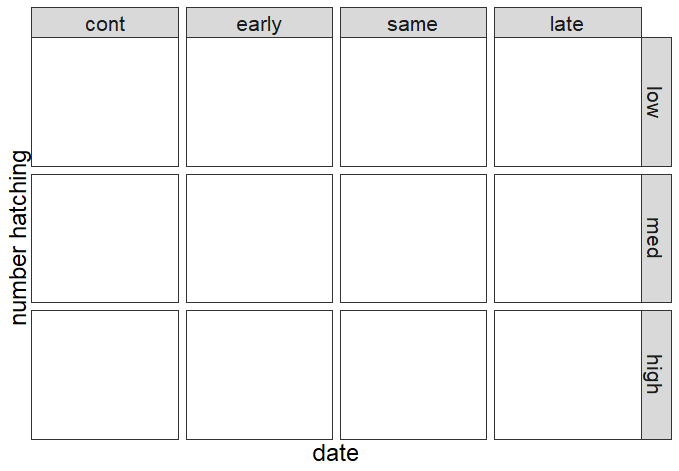 cont
early
same
late
low
med
high
number hatching
date